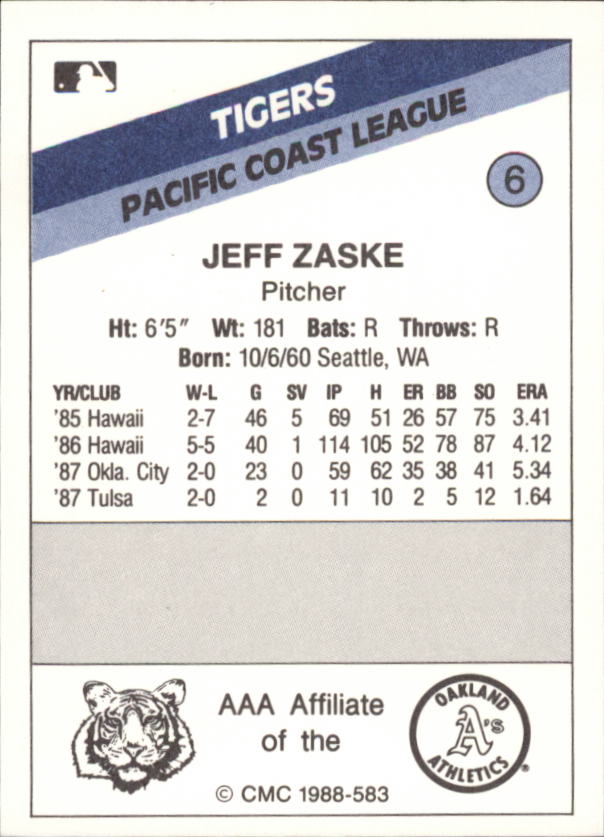 TIGERS
PACIFIC COAST LEAGUE
6
JEFF ZASKE
Pitcher
Ht: 6'5" Wt: 181 Bats: R Throws: R
Born: 10/6/60 Seattle, WA
YR/CLUB W-L G SV IP H ER BB SO ERA
'85 Hawaii 2-7 46 5 69 51 26 57 75 3.41
'86 Hawaii 5-5 40 1 114 105 52 78 87 4.12
'87 Okla. City 2-0 23 0 59 62 35 38 41 5.34
'87 Tulsa 2-0 2 0 11 10 2 5 12 1.64
AAA Affiliate
of the
OAKLAND
A's
ATHLETICS®
© CMC 1988-583